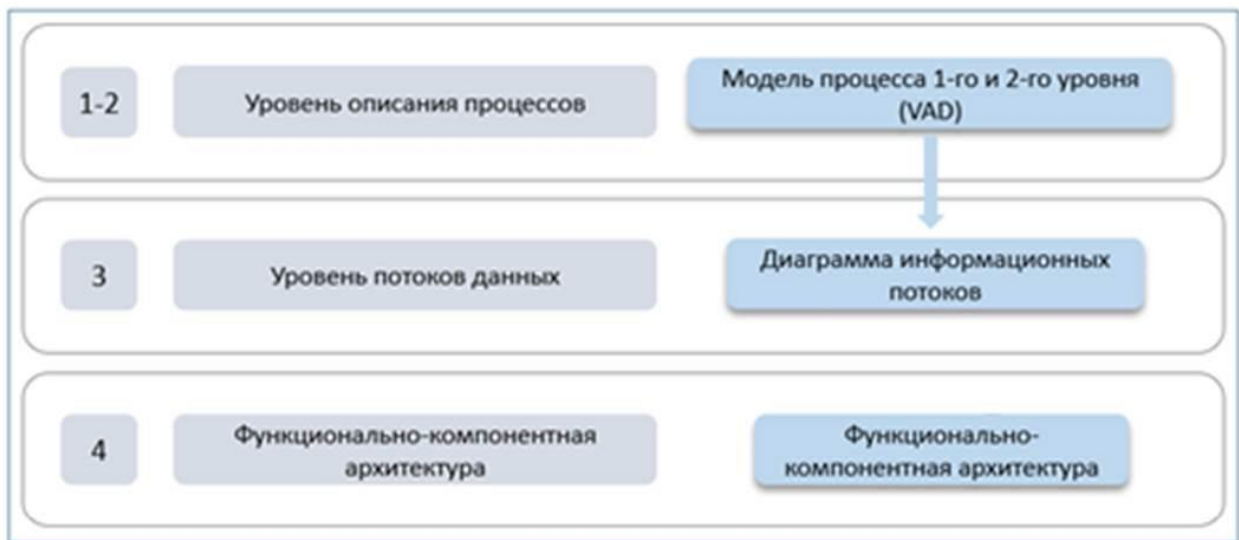 1-2
Уровень описания процессов
Модель процесса 1-го и 2-го уровня
(VAD)
3
Уровень потоков данных
Диаграмма информационных
потоков
4
Функционально-компонентная
архитектура
Функционально-
компонентная архитектура